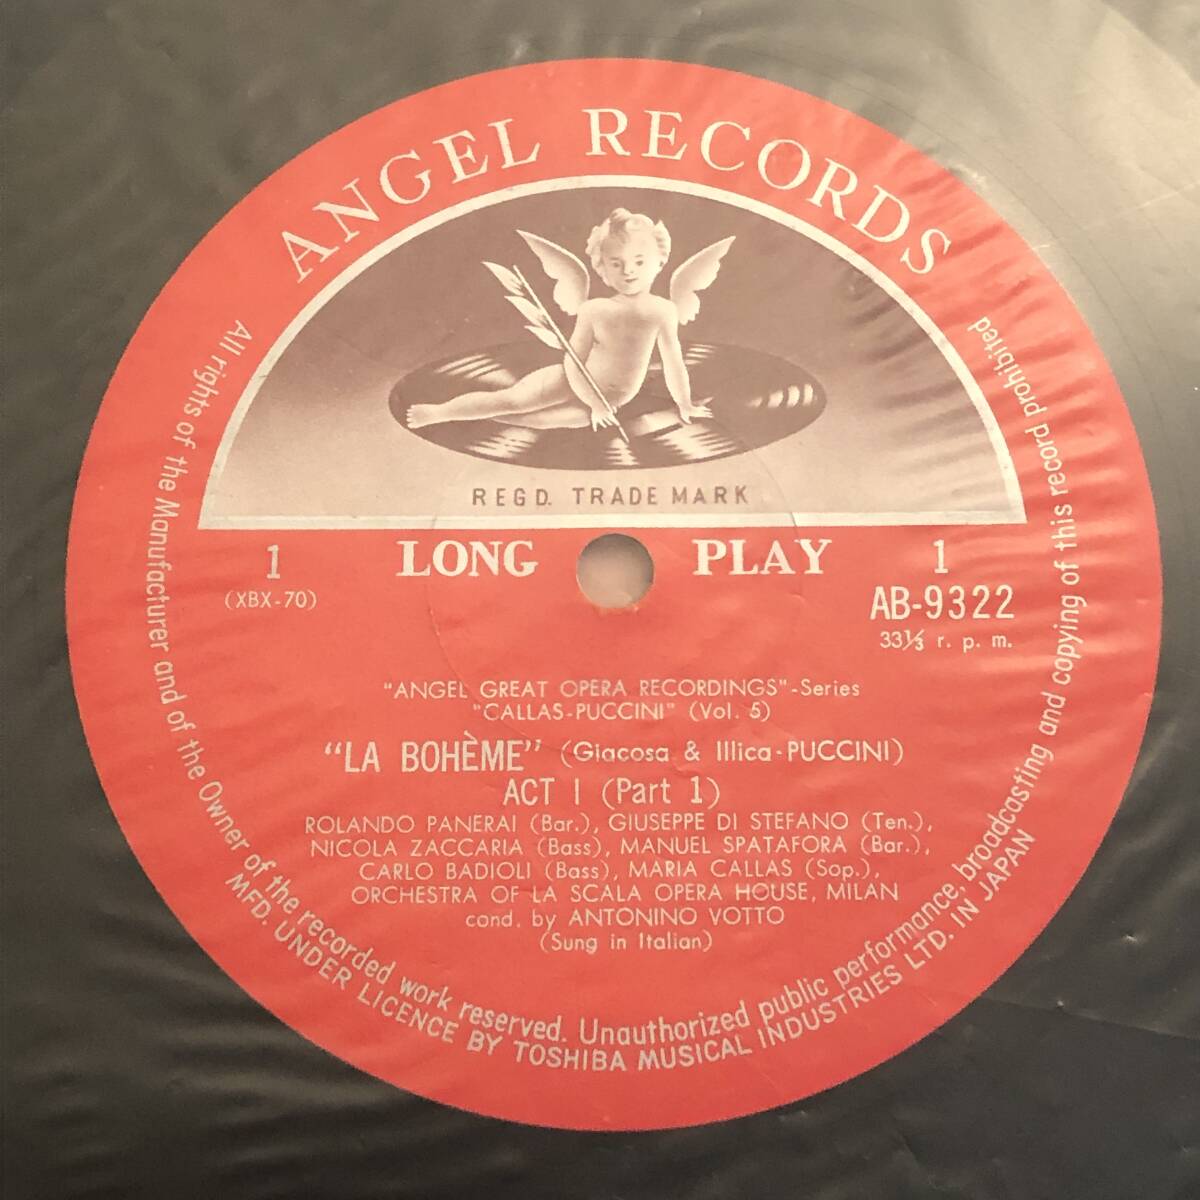 ANGEL RECORDS
REGD. TRADE MARK
1 LONG PLAY 1
(XBX-70) AB-9322
33⅓ r. p. m.
"ANGEL GREAT OPERA RECORDINGS"-Series
"CALLAS-PUCCINI" (Vol. 5)
"LA BOHÈME" (Giacosa & Illica-PUCCINI)
ACT I (Part 1)
ROLANDO PANERAI (Bar.), GIUSEPPE DI STEFANO (Ten.),
NICOLA ZACCARIA (Bass), MANUEL SPATAFORA (Bar.),
CARLO BADIOLI (Bass), MARIA CALLAS (Sop.),
ORCHESTRA OF LA SCALA OPERA HOUSE, MILAN
cond. by ANTONINO VOTTO
(Sung in Italian)
All rights of the Manufacturer and of the Owner of the recorded work reserved. Unauthorized public performance, broadcasting and copying of this record prohibited
MFD. UNDER LICENCE BY TOSHIBA MUSICAL INDUSTRIES LTD. IN JAPAN